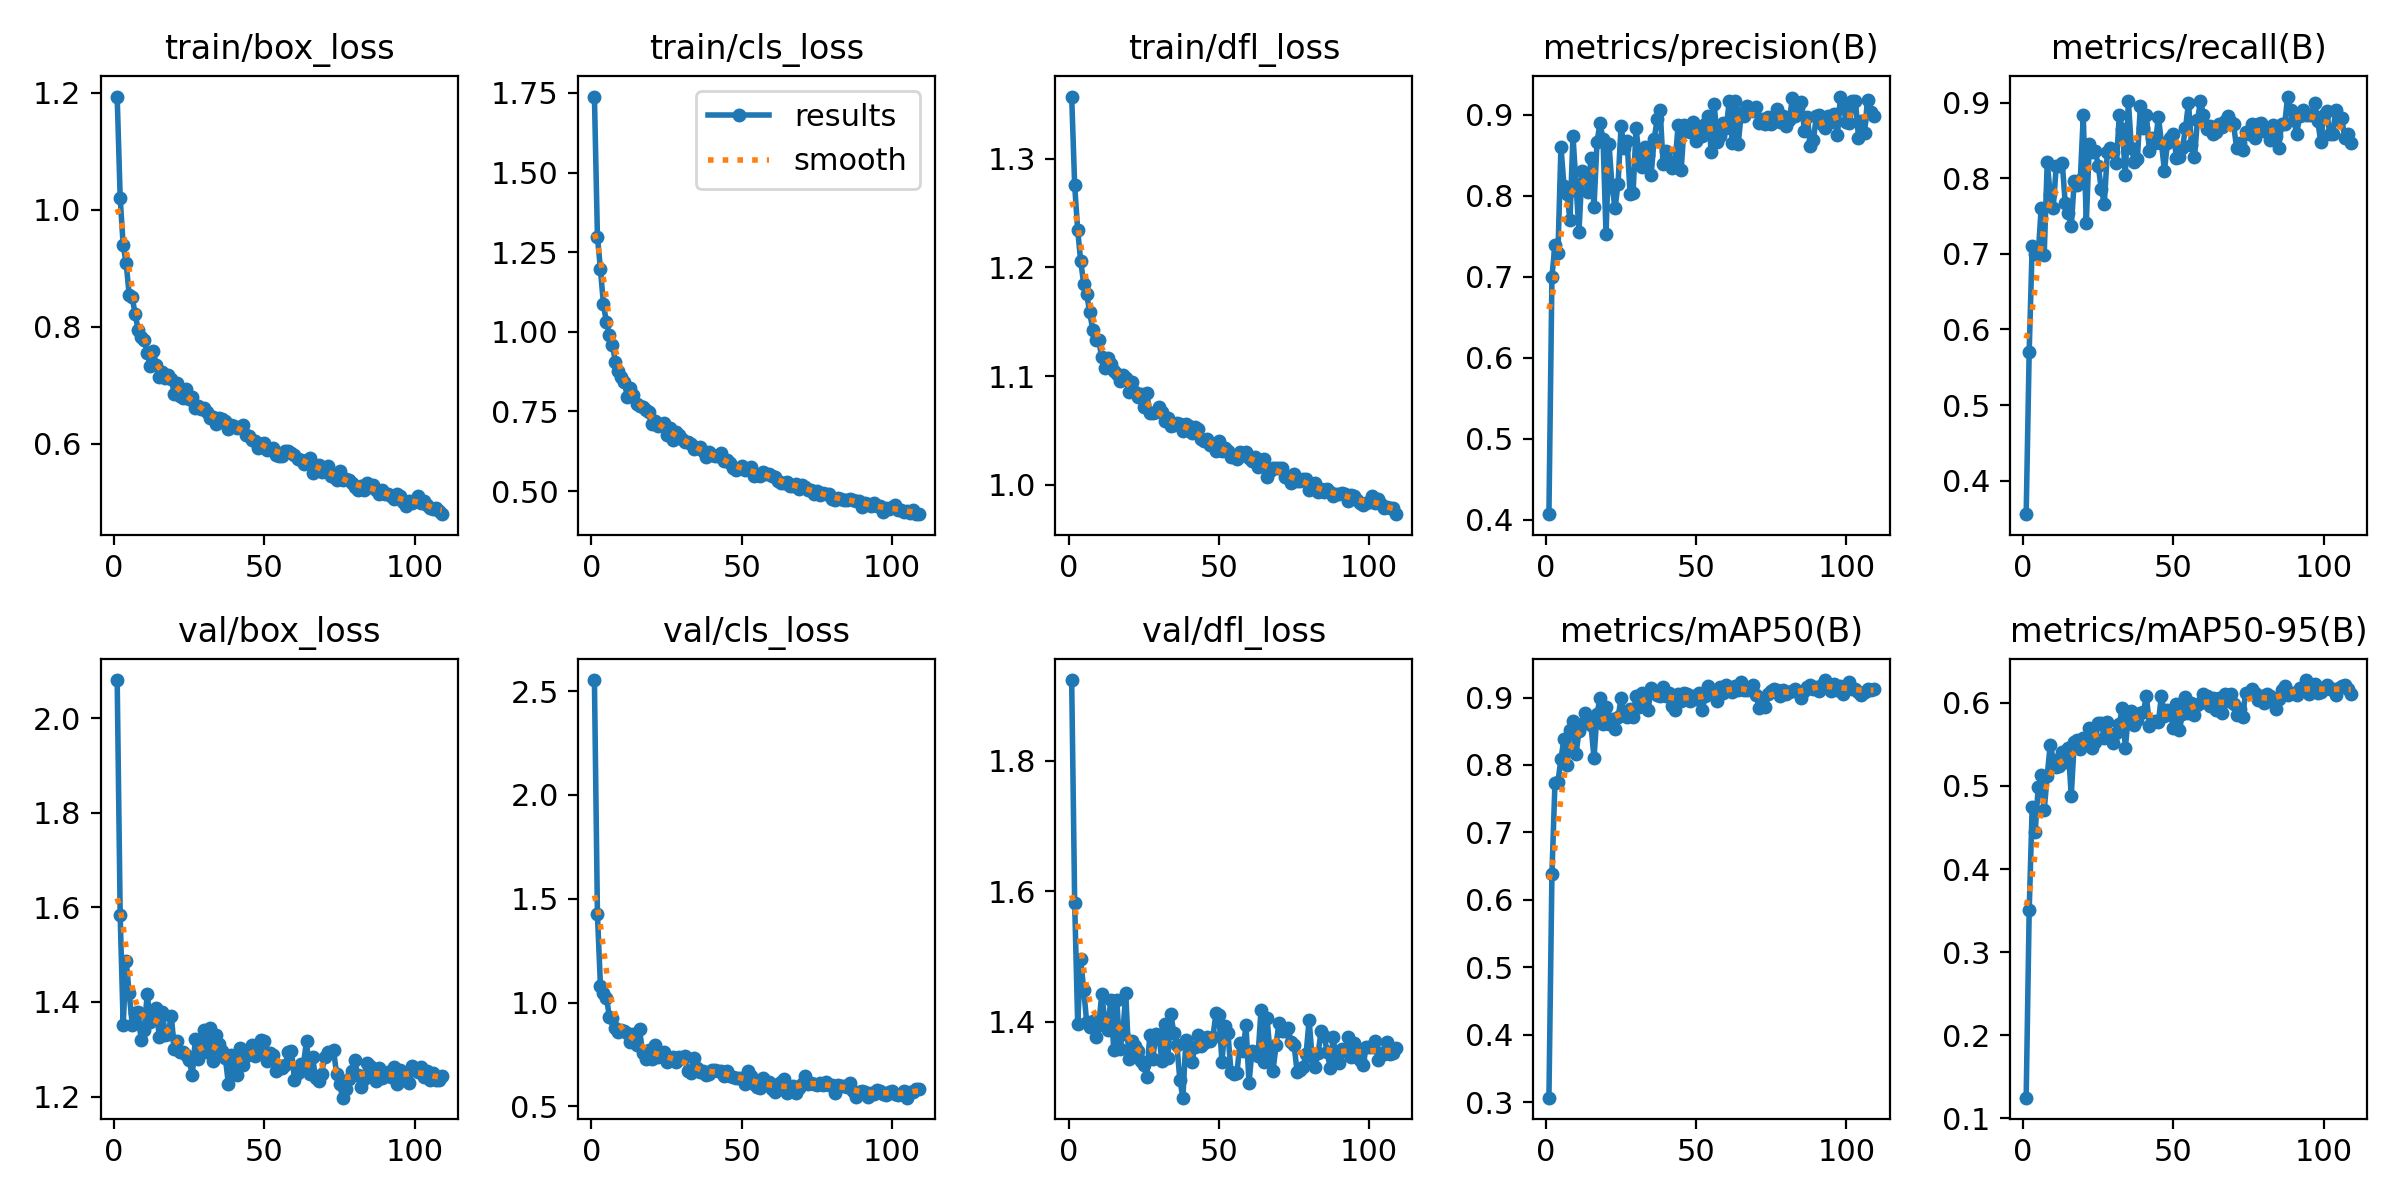 train/box_loss
1.2
1.0
0.8
0.6
0 50 100
train/cls_loss
1.75
1.50
1.25
1.00
0.75
0.50
0 50 100
results
smooth
train/dfl_loss
1.3
1.2
1.1
1.0
0 50 100
metrics/precision(B)
0.9
0.8
0.7
0.6
0.5
0.4
0 50 100
metrics/recall(B)
0.9
0.8
0.7
0.6
0.5
0.4
0 50 100
val/box_loss
2.0
1.8
1.6
1.4
1.2
0 50 100
val/cls_loss
2.5
2.0
1.5
1.0
0.5
0 50 100
val/dfl_loss
1.8
1.6
1.4
0 50 100
metrics/mAP50(B)
0.9
0.8
0.7
0.6
0.5
0.4
0.3
0 50 100
metrics/mAP50-95(B)
0.6
0.5
0.4
0.3
0.2
0.1
0 50 100